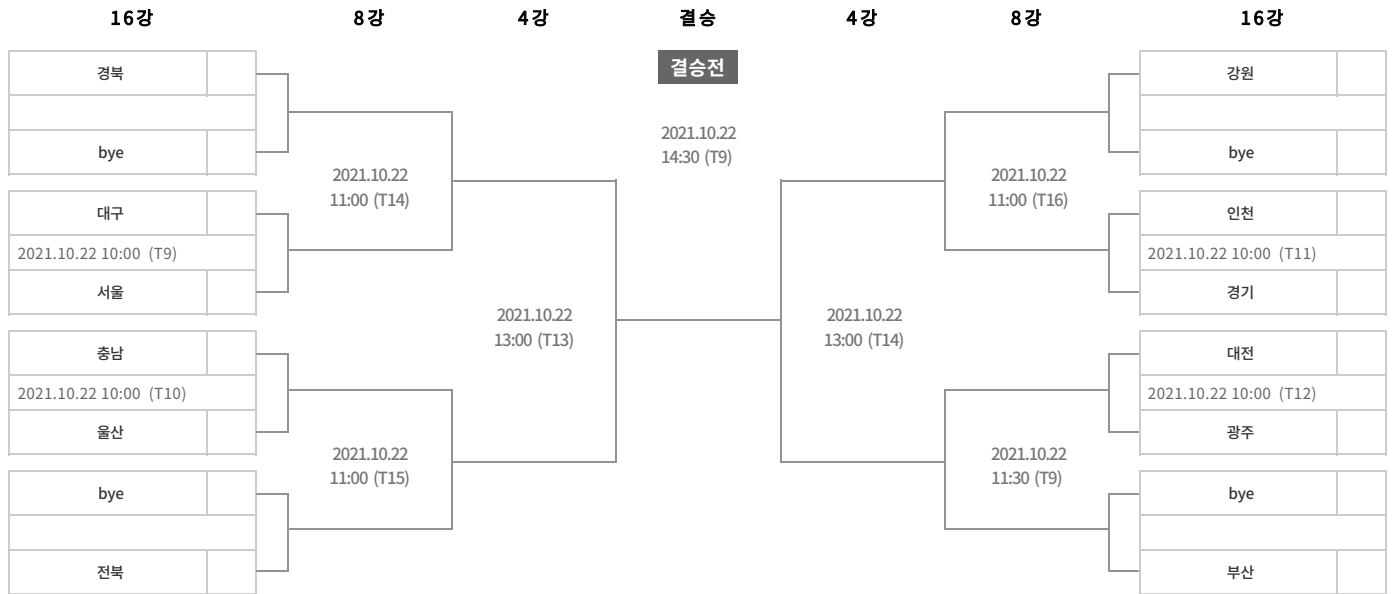 16강 8강 4강 결승 4강 8강 16강
결승전
경북
bye
대구
2021.10.22 10:00 (T9)
서울
충남
2021.10.22 10:00 (T10)
울산
bye
전북
2021.10.22
11:00 (T14)
2021.10.22
11:00 (T15)
2021.10.22
13:00 (T13)
2021.10.22
14:30 (T9)
2021.10.22
13:00 (T14)
2021.10.22
11:00 (T16)
2021.10.22
11:30 (T9)
강원
bye
인천
2021.10.22 10:00 (T11)
경기
대전
2021.10.22 10:00 (T12)
광주
bye
부산